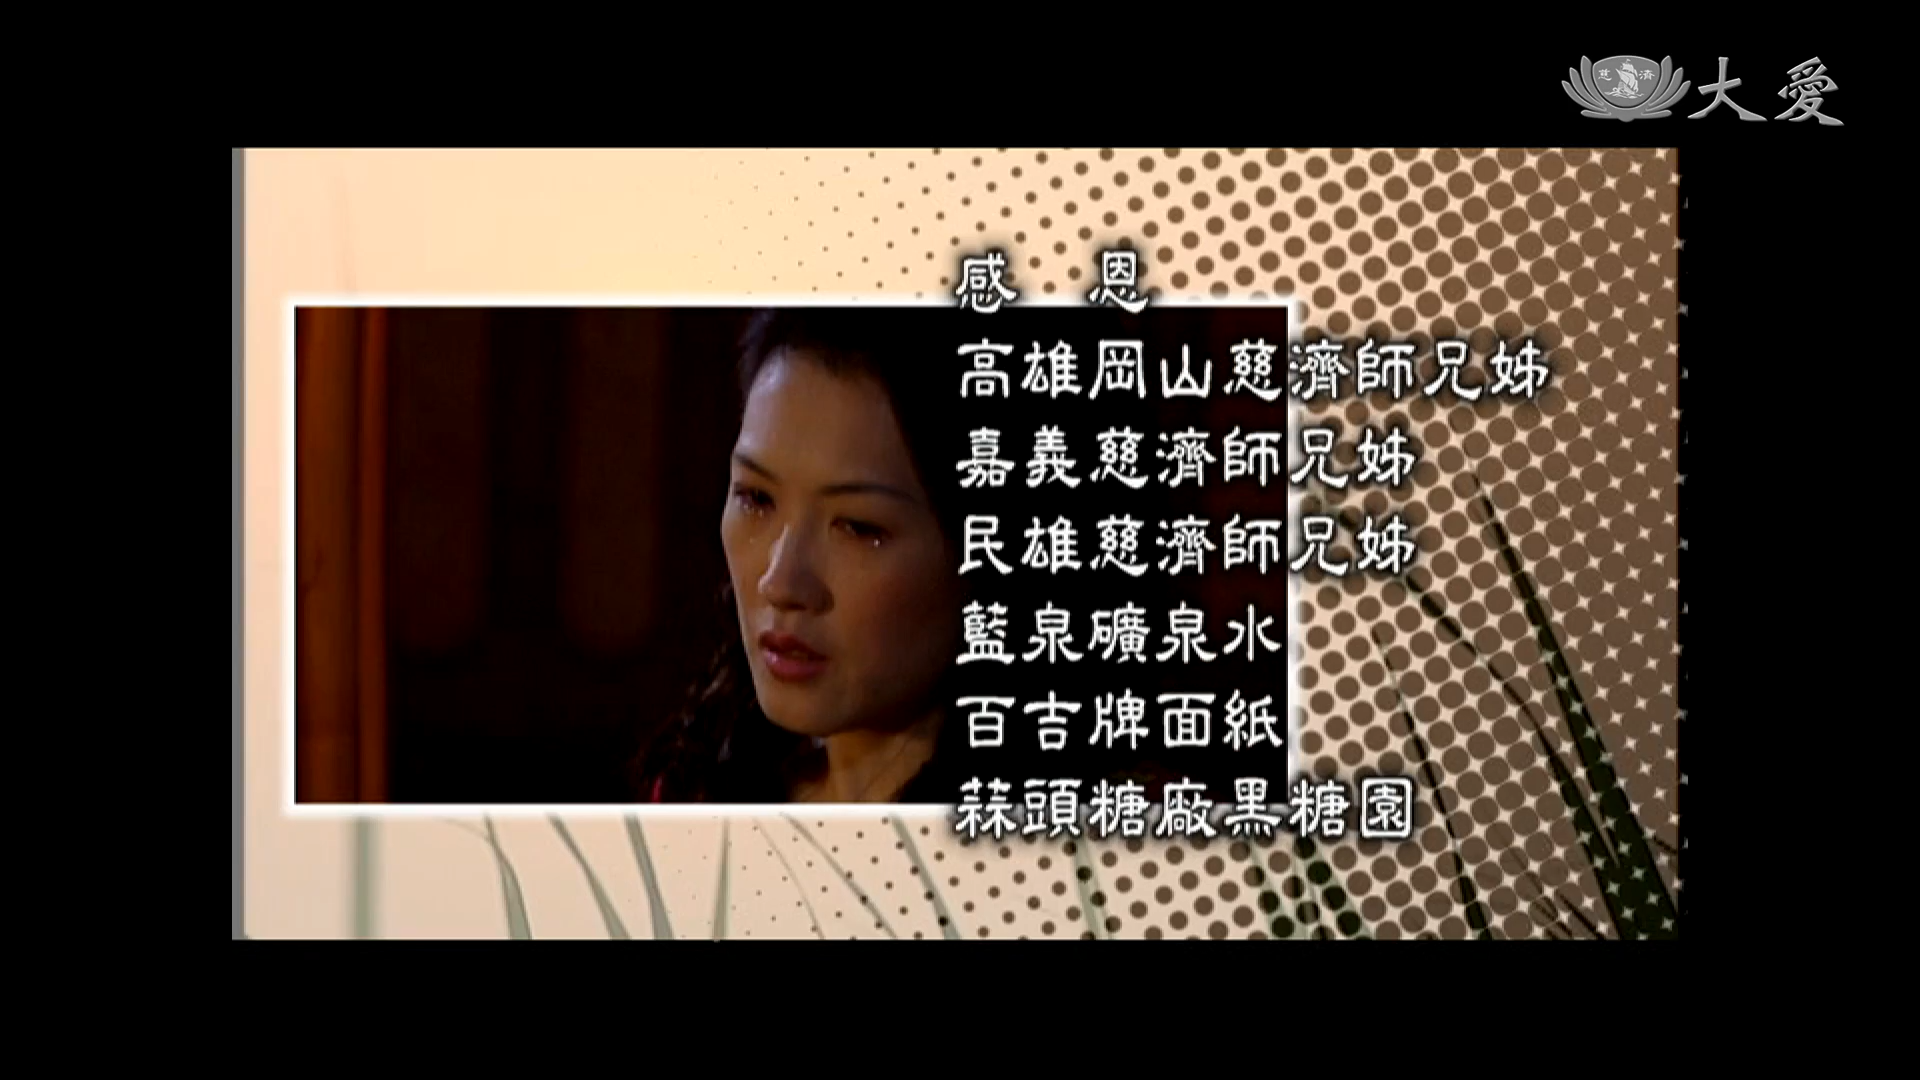 慈濟 大愛
感 恩
高雄岡山慈濟師兄姊
嘉義慈濟師兄姊
民雄慈濟師兄姊
藍泉礦泉水
百吉牌面紙
蒜頭糖廠黑糖園